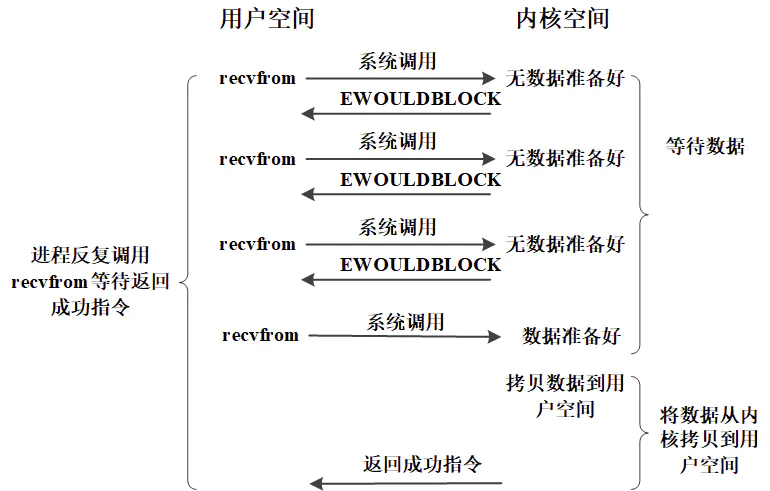 用户空间
内核空间
系统调用
recvfrom
无数据准备好
EWOULDBLOCK
系统调用
recvfrom
无数据准备好
EWOULDBLOCK
等待数据
系统调用
recvfrom
无数据准备好
EWOULDBLOCK
进程反复调用
recvfrom 等待返回
成功指令
系统调用
recvfrom
数据准备好
拷贝数据到用
户空间
将数据从内
核拷贝到用
户空间
返回成功指令